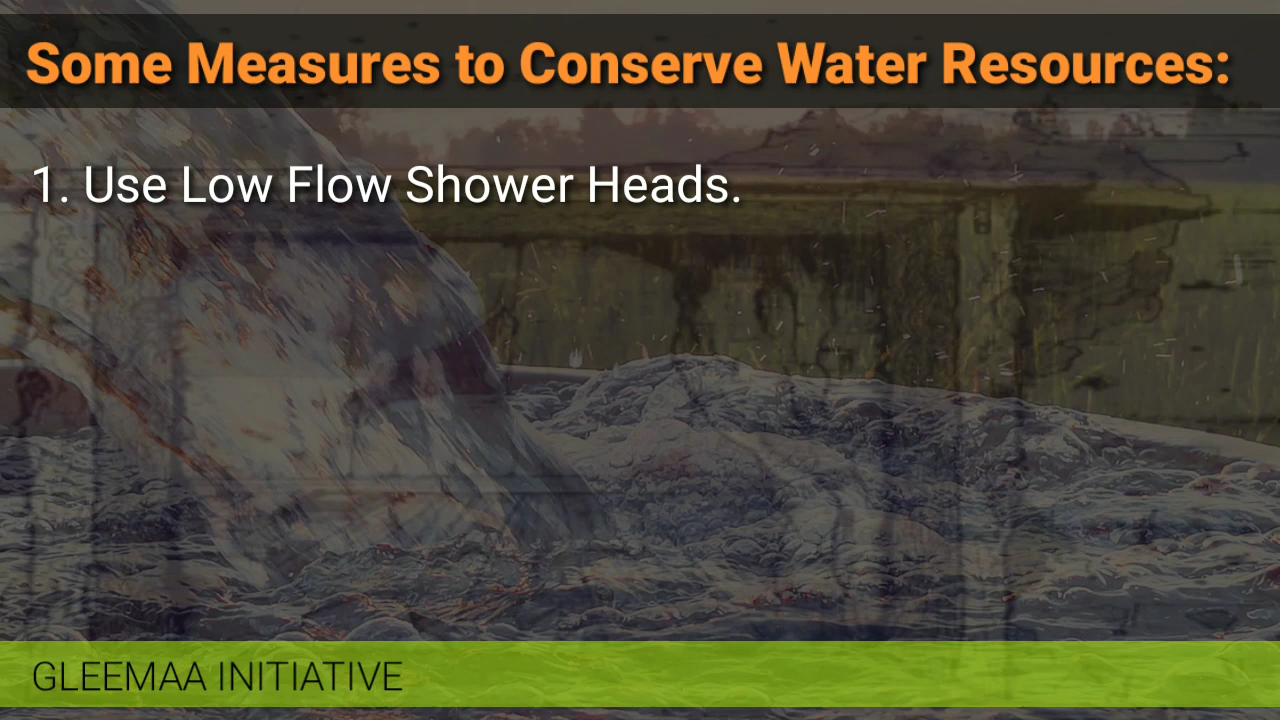 Some Measures to Conserve Water Resources:
1. Use Low Flow Shower Heads.
GLEEMAA INITIATIVE